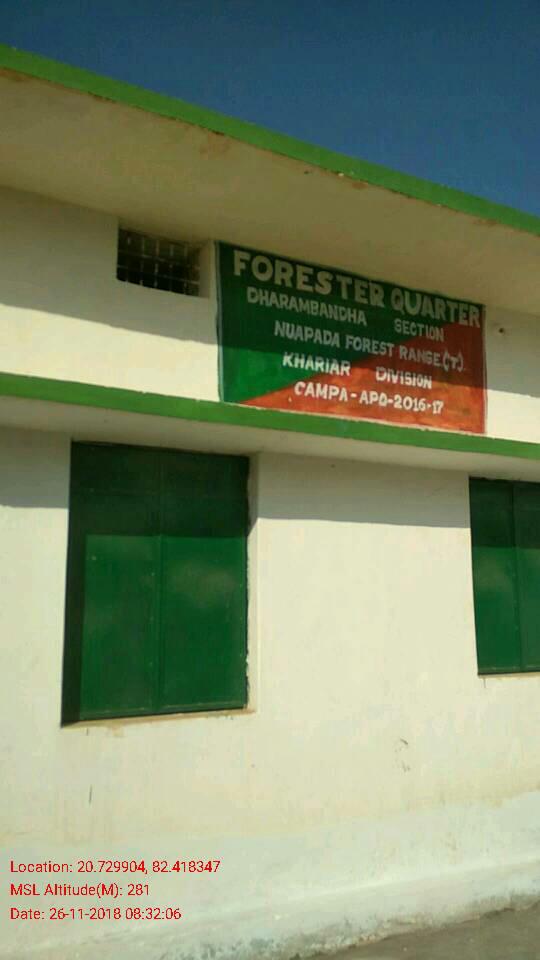 FORESTER QUARTER
DHARAMBANDHA SECTION
NUAPADA FOREST RANGE(T).
KHARIAR DIVISION
CAMPA-APO-2016-17
Location: 20.729904, 82.418347
MSL Altitude(M): 281
Date: 26-11-2018 08:32:06